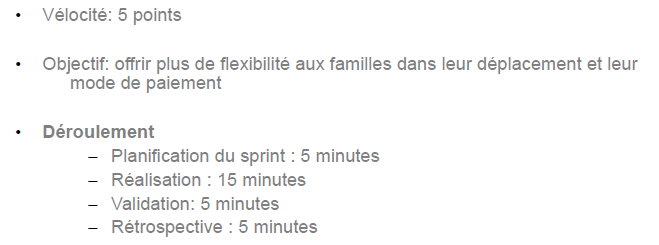 • Vélocité: 5 points
• Objectif: offrir plus de flexibilité aux familles dans leur déplacement et leur
mode de paiement
• Déroulement
– Planification du sprint : 5 minutes
– Réalisation : 15 minutes
– Validation: 5 minutes
– Rétrospective : 5 minutes